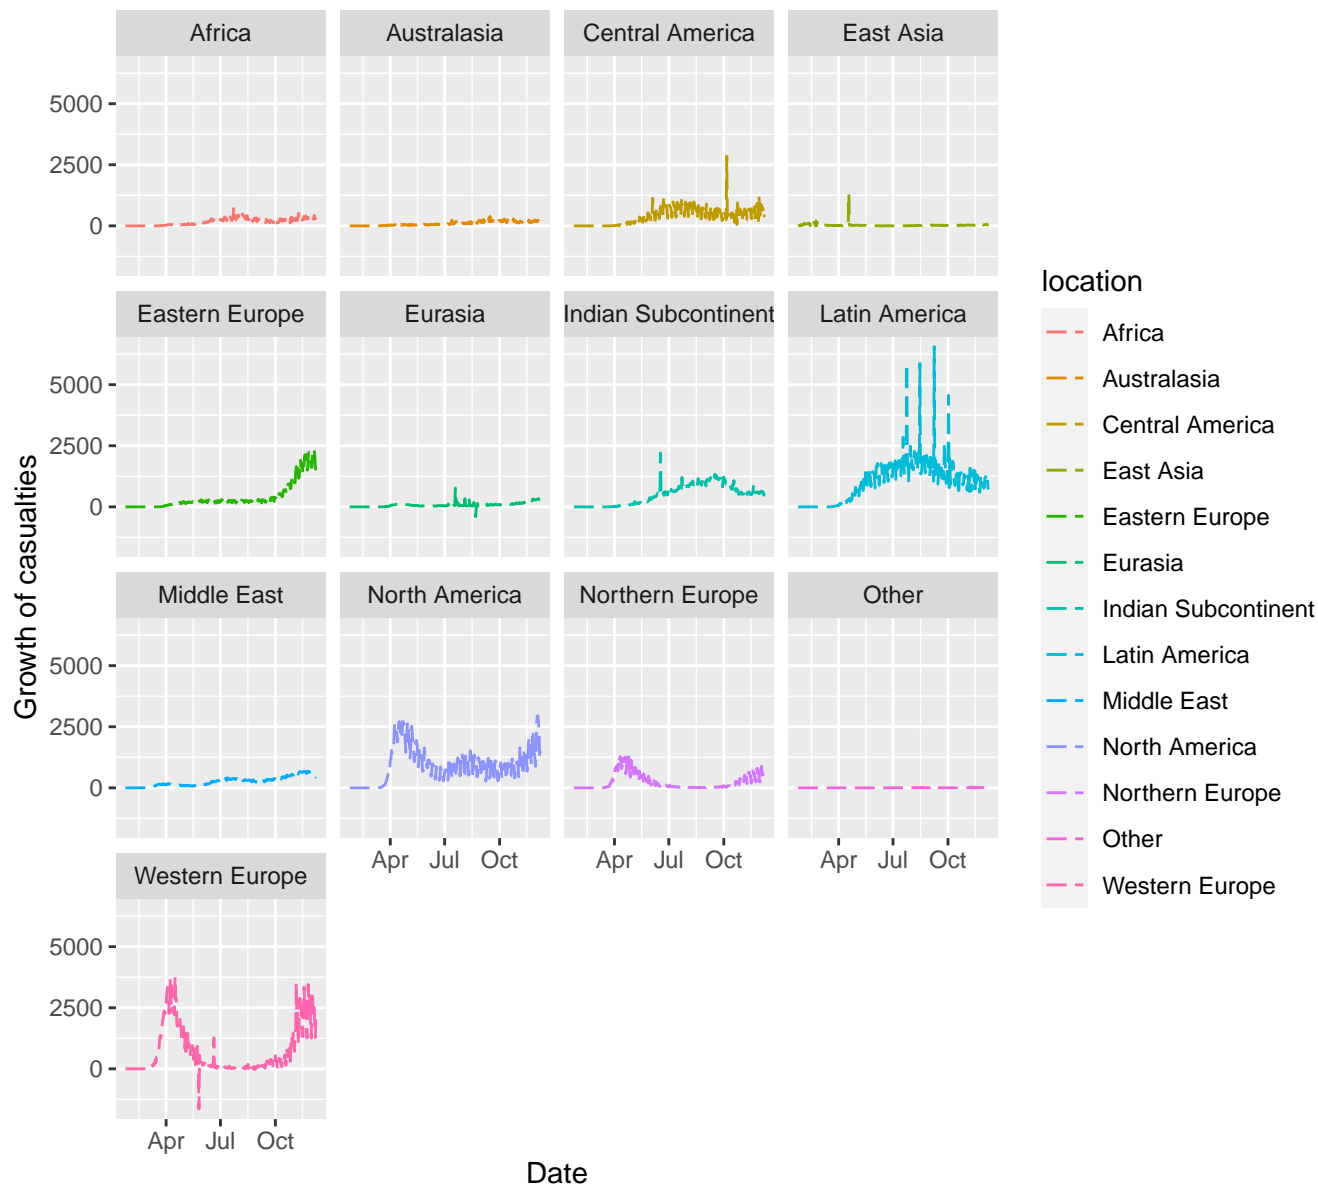 Africa Australasia Central America East Asia
5000
2500
0
Eastern Europe Eurasia Indian Subcontinent Latin America
5000
2500
0
Middle East North America Northern Europe Other
5000
2500
0
Apr Jul Oct Apr Jul Oct Apr Jul Oct
Western Europe
5000
2500
0
Apr Jul Oct
Date
Growth of casualties
location
Africa
Australasia
Central America
East Asia
Eastern Europe
Eurasia
Indian Subcontinent
Latin America
Middle East
North America
Northern Europe
Other
Western Europe